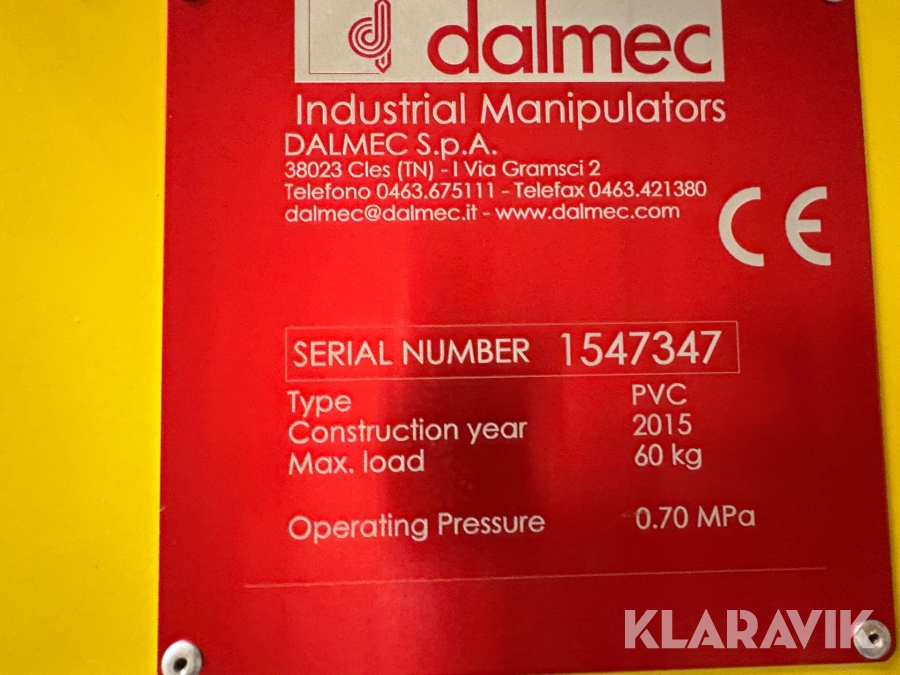 dalmec
Industrial Manipulators
DALMEC S.p.A.
38023 Cles (TN) - I Via Gramsci 2
Telefono 0463.675111 - Telefax 0463.421380
dalmec@dalmec.it - www.dalmec.com
CE
SERIAL NUMBER 1547347
Type PVC
Construction year 2015
Max. load 60 kg
Operating Pressure 0.70 MPa
KLARAVIK